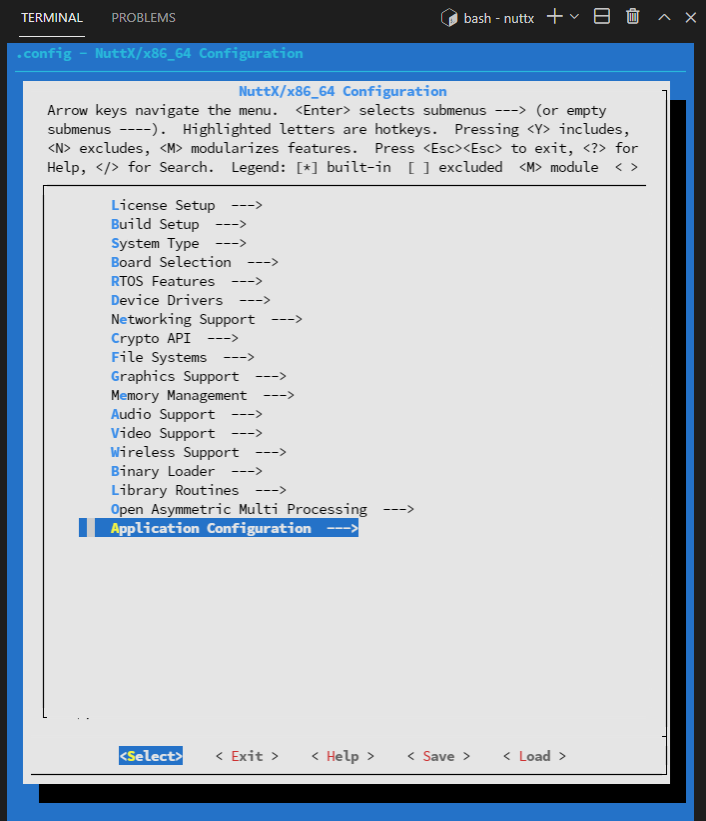 TERMINAL PROBLEMS bash - nuttx
.config - NuttX/x86_64 Configuration
NuttX/x86_64 Configuration
Arrow keys navigate the menu.  <Enter> selects submenus ---> (or empty
submenus ----).  Highlighted letters are hotkeys.  Pressing <Y> includes,
<N> excludes, <M> modularizes features.  Press <Esc><Esc> to exit, <?> for
Help, </> for Search.  Legend: [*] built-in  [ ] excluded  <M> module  < >
License Setup  --->
Build Setup  --->
System Type  --->
Board Selection  --->
RTOS Features  --->
Device Drivers  --->
Networking Support  --->
Crypto API  --->
File Systems  --->
Graphics Support  --->
Memory Management  --->
Audio Support  --->
Video Support  --->
Wireless Support  --->
Binary Loader  --->
Library Routines  --->
Open Asymmetric Multi Processing  --->
Application Configuration  --->
<Select>    < Exit >    < Help >    < Save >    < Load >